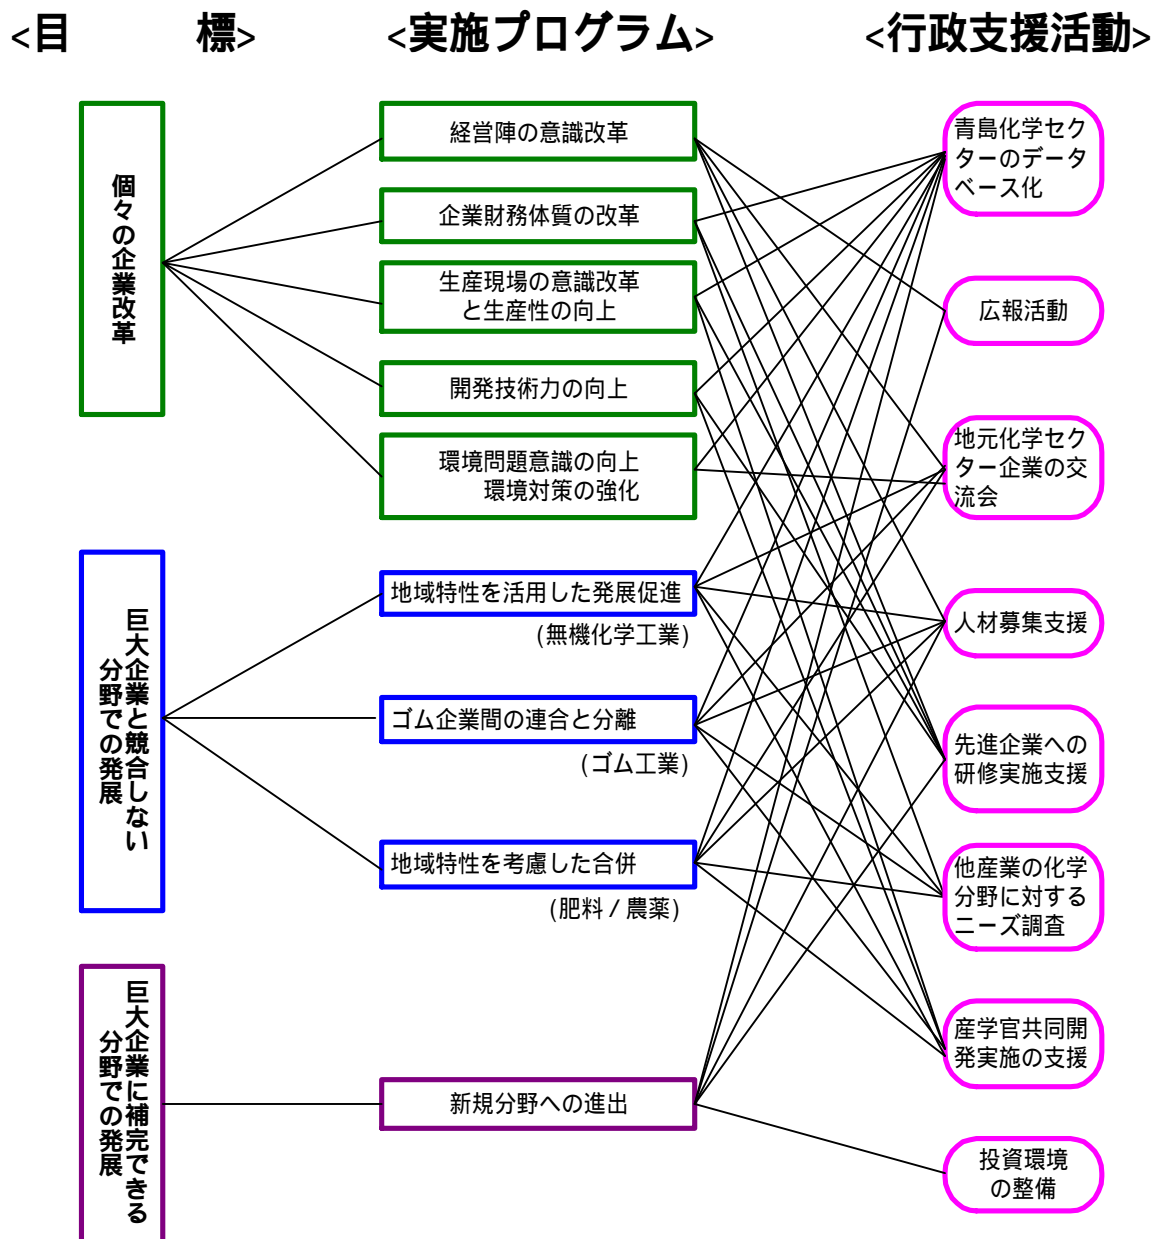 <目　　　標>
<実施プログラム>
<行政支援活動>
個々の企業改革
経営陣の意識改革
企業財務体質の改革
生産現場の意識改革
と生産性の向上
開発技術力の向上
環境問題意識の向上
環境対策の強化
巨大企業と競合しない
分野での発展
地域特性を活用した発展促進
(無機化学工業)
ゴム企業間の連合と分離
(ゴム工業)
地域特性を考慮した合併
(肥料 / 農薬)
巨大企業に補完できる
分野での発展
新規分野への進出
青島化学セク
ターのデータ
ベース化
広報活動
地元化学セク
ター企業の交
流会
人材募集支援
先進企業への
研修実施支援
他産業の化学
分野に対する
ニーズ調査
産学官共同開
発実施の支援
投資環境
の整備